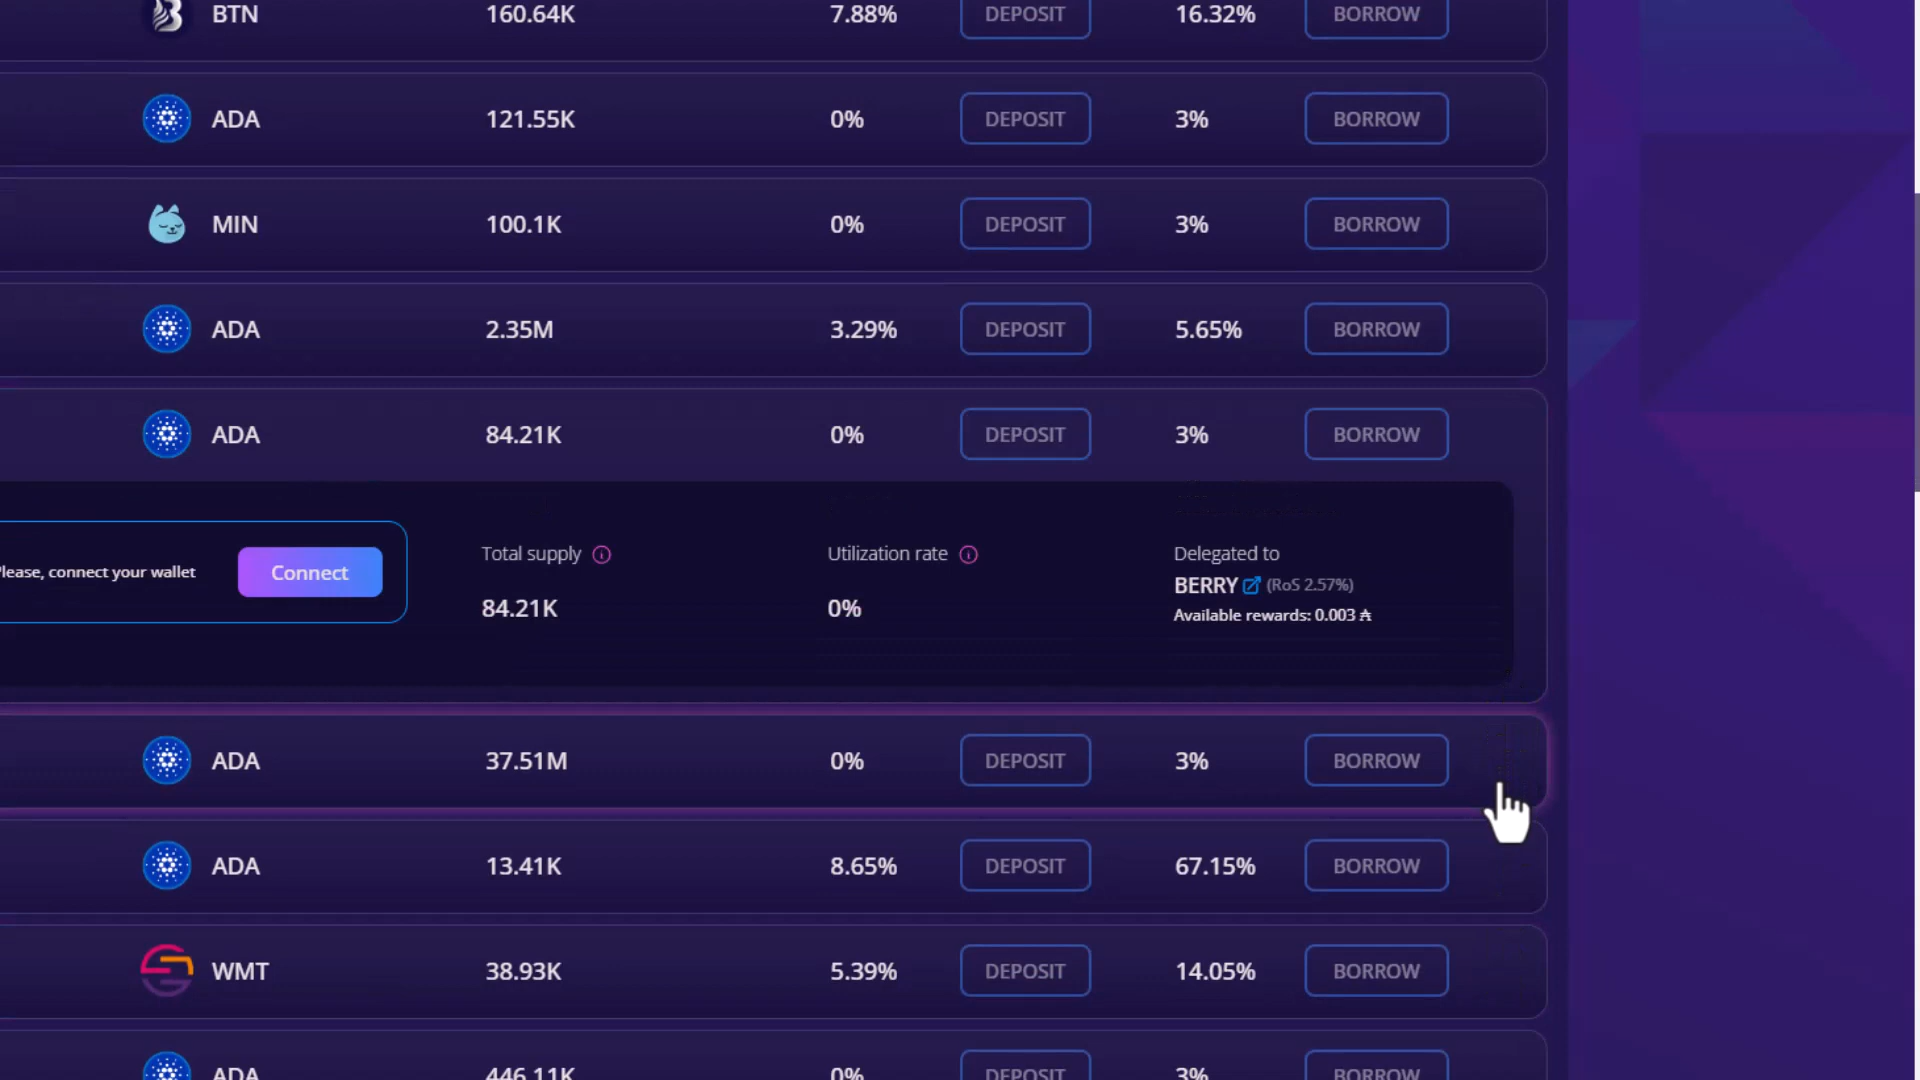 BTN 160.64K 7.88% DEPOSIT 16.32% BORROW
ADA 121.55K 0% DEPOSIT 3% BORROW
MIN 100.1K 0% DEPOSIT 3% BORROW
ADA 2.35M 3.29% DEPOSIT 5.65% BORROW
ADA 84.21K 0% DEPOSIT 3% BORROW
Please, connect your wallet Connect
Total supply
84.21K
Utilization rate
0%
Delegated to
BERRY (RoS 2.57%)
Available rewards: 0.003 ₳
ADA 37.51M 0% DEPOSIT 3% BORROW
ADA 13.41K 8.65% DEPOSIT 67.15% BORROW
WMT 38.93K 5.39% DEPOSIT 14.05% BORROW
ADA 446.11K 0% DEPOSIT 3% BORROW